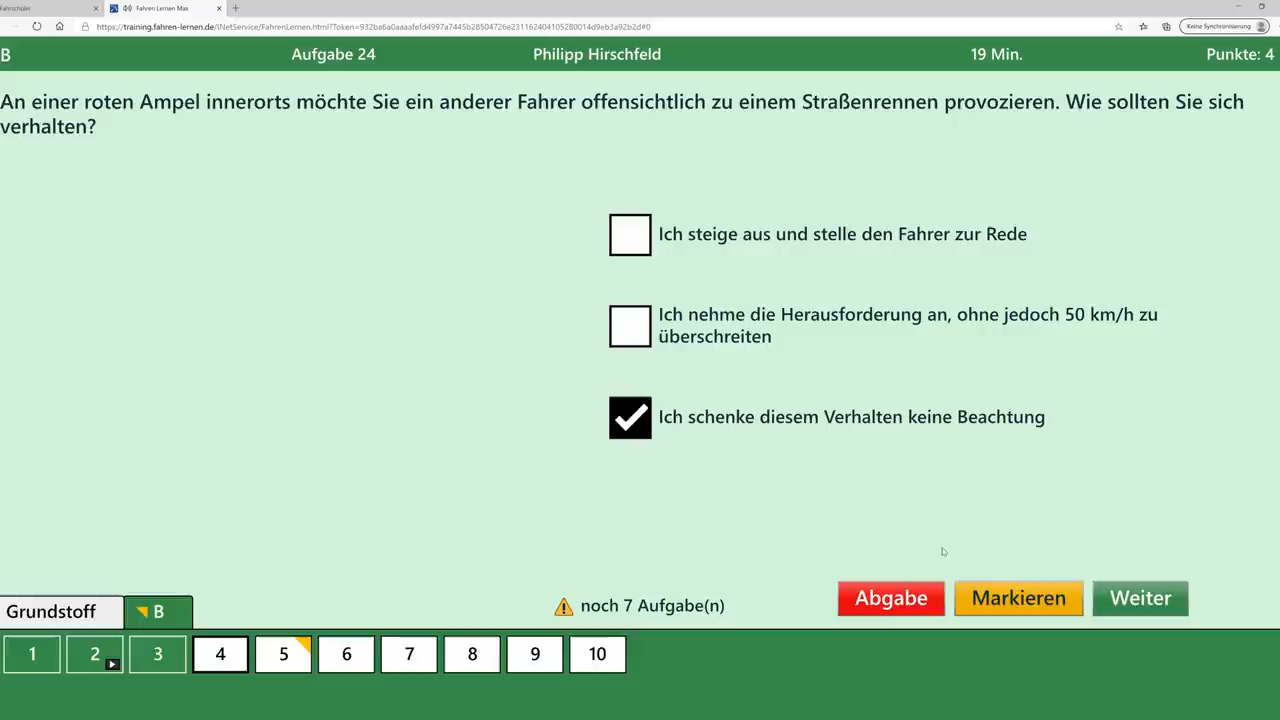 Fahrschüler
Fahren Lernen Max
https://training.fahren-lernen.de/INetService/FahrenLernen.html?Token=932ba6a0aaaafefd4997a7445b28504726e231162404105280014d9eb3a92b2d#0
Keine Synchronisierung
B
Aufgabe 24
Philipp Hirschfeld
19 Min.
Punkte: 4
An einer roten Ampel innerorts möchte Sie ein anderer Fahrer offensichtlich zu einem Straßenrennen provozieren. Wie sollten Sie sich
verhalten?
Ich steige aus und stelle den Fahrer zur Rede
Ich nehme die Herausforderung an, ohne jedoch 50 km/h zu
überschreiten
Ich schenke diesem Verhalten keine Beachtung
Grundstoff
B
noch 7 Aufgabe(n)
Abgabe
Markieren
Weiter
1 2 3 4 5 6 7 8 9 10